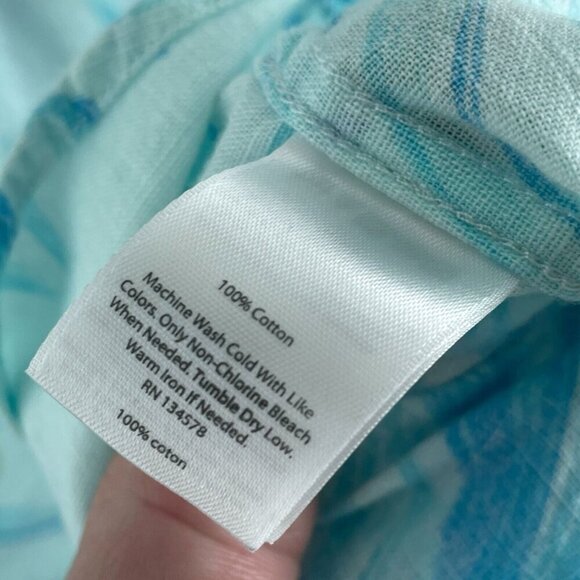 100% Cotton
Machine Wash Cold With Like
Colors. Only Non-Chlorine Bleach
When Needed. Tumble Dry Low.
Warm Iron If Needed.
RN 134578
100% cotton